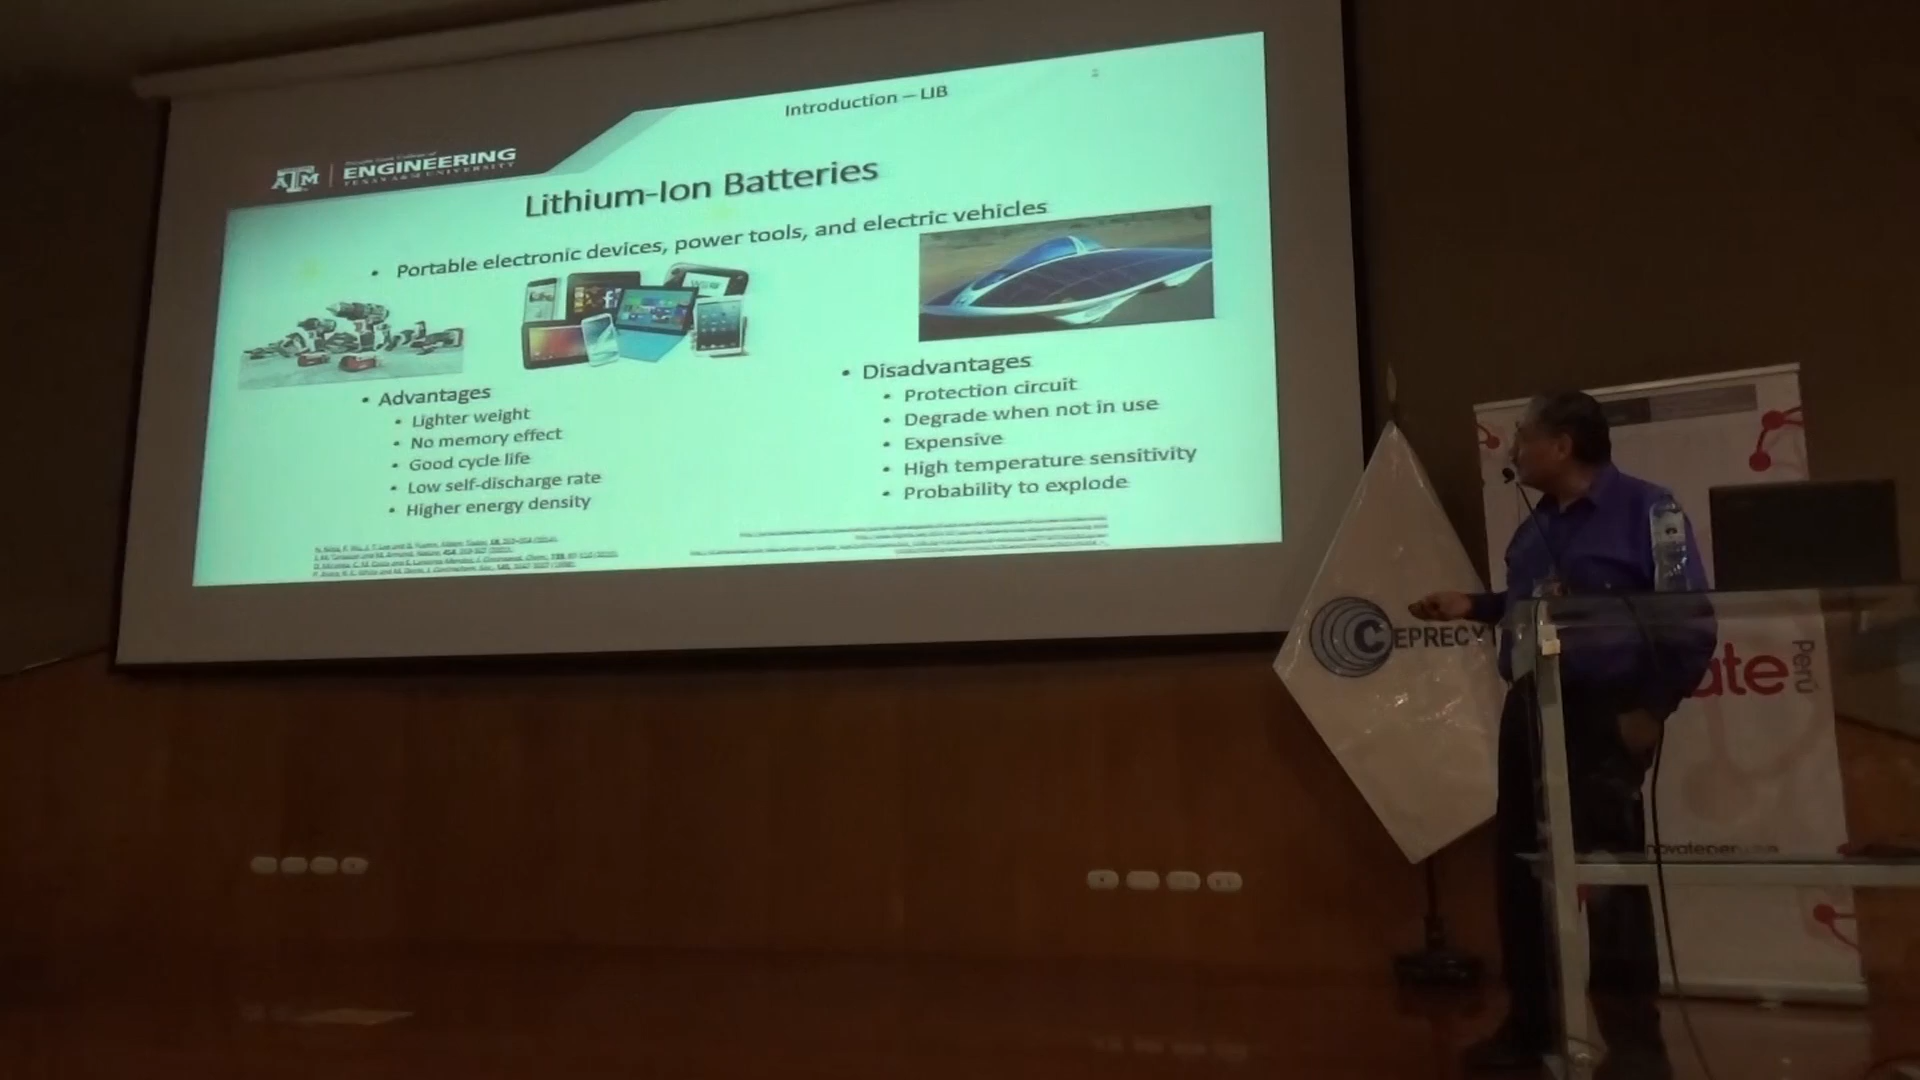 Introduction – LIB
ATM
ENGINEERING
TEXAS A&M UNIVERSITY
Lithium-Ion Batteries
• Portable electronic devices, power tools, and electric vehicles
• Advantages
• Lighter weight
• No memory effect
• Good cycle life
• Low self-discharge rate
• Higher energy density
• Disadvantages
• Protection circuit
• Degrade when not in use
• Expensive
• High temperature sensitivity
• Probability to explode
CEPRECYT
ate
Perú